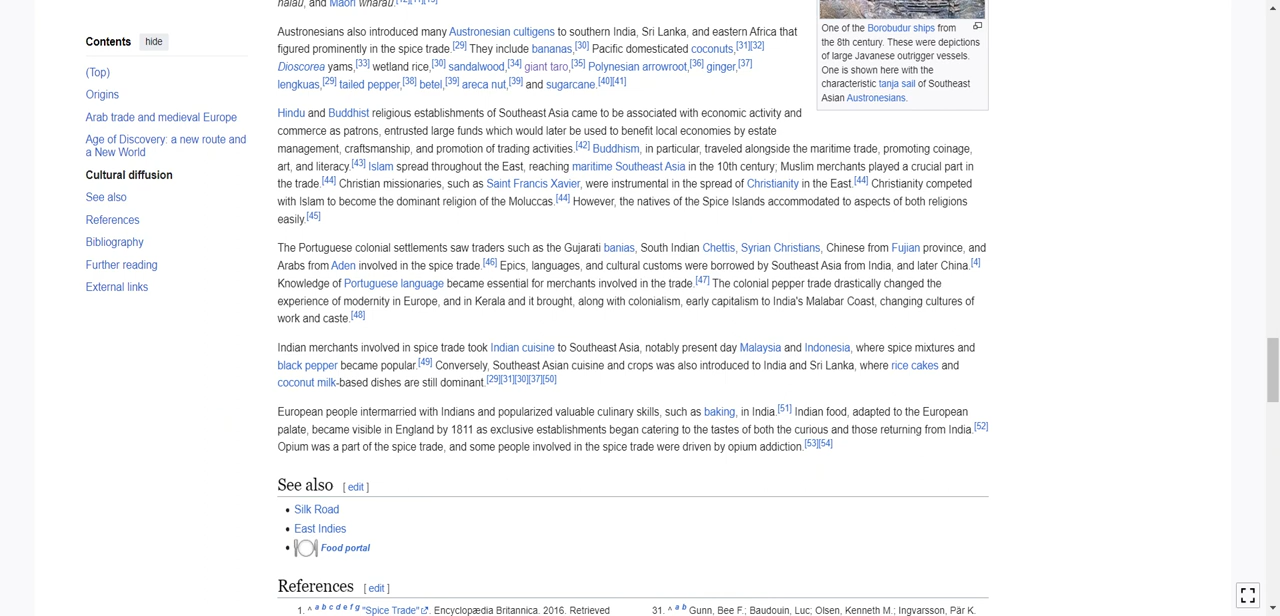 halau, and Māori wharau.[12][11][13]
Contents hide
(Top)
Origins
Arab trade and medieval Europe
Age of Discovery: a new route and
a New World
Cultural diffusion
See also
References
Bibliography
Further reading
External links
Austronesians also introduced many Austronesian cultigens to southern India, Sri Lanka, and eastern Africa that
figured prominently in the spice trade.[29] They include bananas,[30] Pacific domesticated coconuts,[31][32]
Dioscorea yams,[33] wetland rice,[30] sandalwood,[34] giant taro,[35] Polynesian arrowroot,[36] ginger,[37]
lengkuas,[29] tailed pepper,[38] betel,[39] areca nut,[39] and sugarcane.[40][41]
One of the Borobudur ships from
the 8th century. These were depictions
of large Javanese outrigger vessels.
One is shown here with the
characteristic tanja sail of Southeast
Asian Austronesians.
Hindu and Buddhist religious establishments of Southeast Asia came to be associated with economic activity and
commerce as patrons, entrusted large funds which would later be used to benefit local economies by estate
management, craftsmanship, and promotion of trading activities.[42] Buddhism, in particular, traveled alongside the maritime trade, promoting coinage,
art, and literacy.[43] Islam spread throughout the East, reaching maritime Southeast Asia in the 10th century; Muslim merchants played a crucial part in
the trade.[44] Christian missionaries, such as Saint Francis Xavier, were instrumental in the spread of Christianity in the East.[44] Christianity competed
with Islam to become the dominant religion of the Moluccas.[44] However, the natives of the Spice Islands accommodated to aspects of both religions
easily.[45]
The Portuguese colonial settlements saw traders such as the Gujarati banias, South Indian Chettis, Syrian Christians, Chinese from Fujian province, and
Arabs from Aden involved in the spice trade.[46] Epics, languages, and cultural customs were borrowed by Southeast Asia from India, and later China.[4]
Knowledge of Portuguese language became essential for merchants involved in the trade.[47] The colonial pepper trade drastically changed the
experience of modernity in Europe, and in Kerala and it brought, along with colonialism, early capitalism to India's Malabar Coast, changing cultures of
work and caste.[48]
Indian merchants involved in spice trade took Indian cuisine to Southeast Asia, notably present day Malaysia and Indonesia, where spice mixtures and
black pepper became popular.[49] Conversely, Southeast Asian cuisine and crops was also introduced to India and Sri Lanka, where rice cakes and
coconut milk-based dishes are still dominant.[29][31][30][37][50]
European people intermarried with Indians and popularized valuable culinary skills, such as baking, in India.[51] Indian food, adapted to the European
palate, became visible in England by 1811 as exclusive establishments began catering to the tastes of both the curious and those returning from India.[52]
Opium was a part of the spice trade, and some people involved in the spice trade were driven by opium addiction.[53][54]
See also [ edit ]
• Silk Road
• East Indies
• Food portal
References [ edit ]
1. ^ a b c d e f g "Spice Trade". Encyclopædia Britannica. 2016. Retrieved
31. ^ a b Gunn, Bee F.; Baudouin, Luc; Olsen, Kenneth M.; Ingvarsson, Pär K.